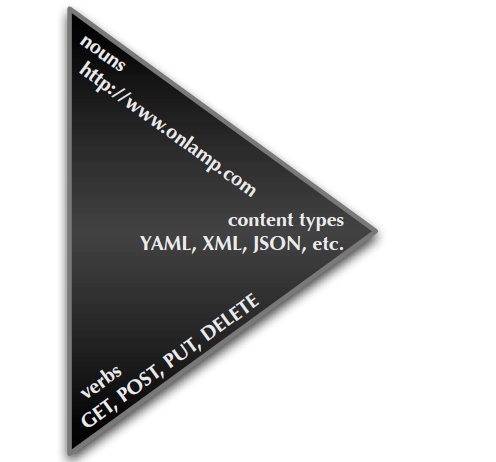 nouns
http://www.onlamp.com
content types
YAML, XML, JSON, etc.
verbs
GET, POST, PUT, DELETE